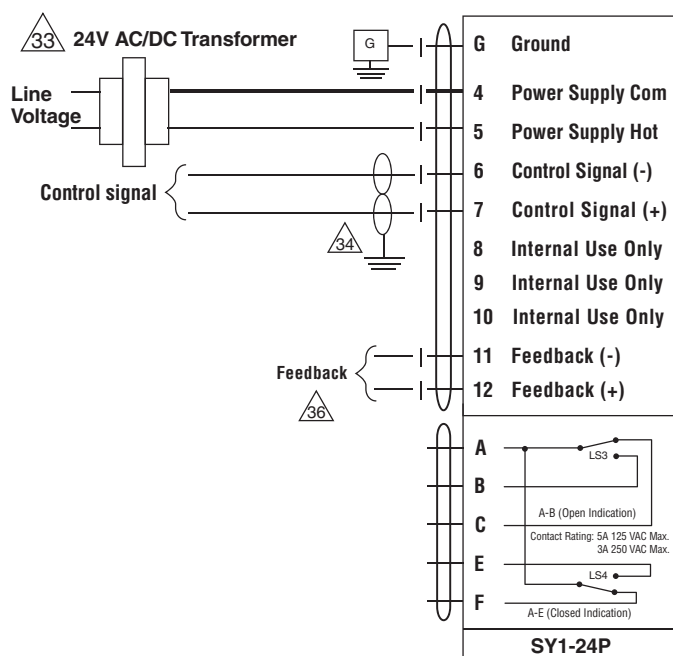 33 24V AC/DC Transformer
G
Line
Voltage
Control signal
34
Feedback
36
G Ground
4 Power Supply Com
5 Power Supply Hot
6 Control Signal (-)
7 Control Signal (+)
8 Internal Use Only
9 Internal Use Only
10 Internal Use Only
11 Feedback (-)
12 Feedback (+)
A
LS3
B
A-B (Open Indication)
C
Contact Rating: 5A 125 VAC Max.
3A 250 VAC Max.
E
LS4
F
A-E (Closed Indication)
SY1-24P